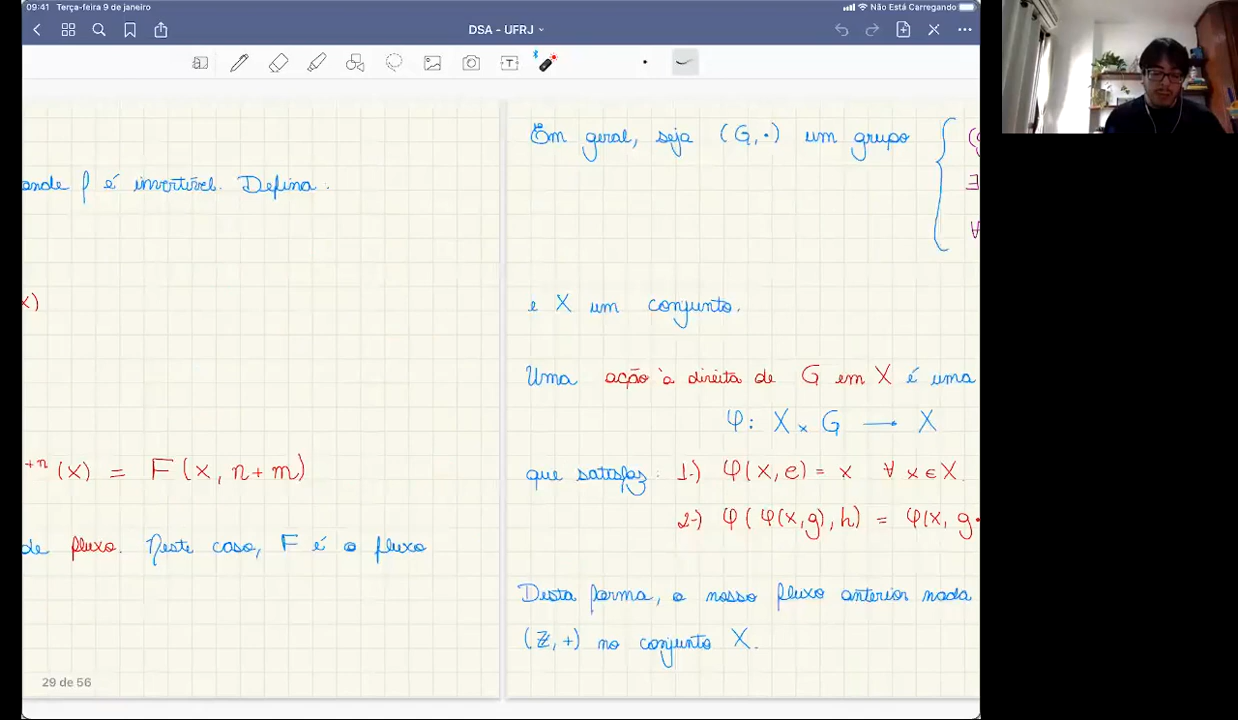 09:41 Terça-feira 9 de janeiro
Não Está Carregando
DSA - UFRJ
onde f é invertível. Defina:
x)
+n (x) = F(x, n+m)
de fluxo. Neste caso, F é o fluxo
29 de 56
Em geral, seja (G, ·) um grupo {
∃
∀
e X um conjunto.
Uma ação à direita de G em X é uma
φ: X × G → X
que satisfaz: 1-) φ(x, e) = x ∀ x ∈ X.
2-) φ(φ(x,g), h) = φ(x, g·
Desta forma, o nosso fluxo anterior nada
(ℤ, +) no conjunto X.